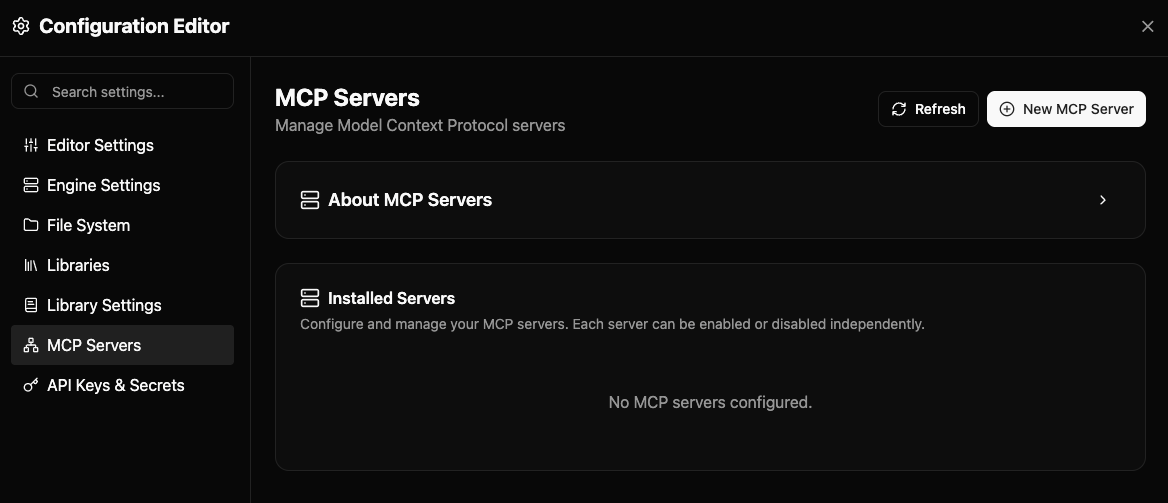 Configuration Editor
Search settings...
Editor Settings
Engine Settings
File System
Libraries
Library Settings
MCP Servers
API Keys & Secrets
MCP Servers
Manage Model Context Protocol servers
Refresh
New MCP Server
About MCP Servers
Installed Servers
Configure and manage your MCP servers. Each server can be enabled or disabled independently.
No MCP servers configured.